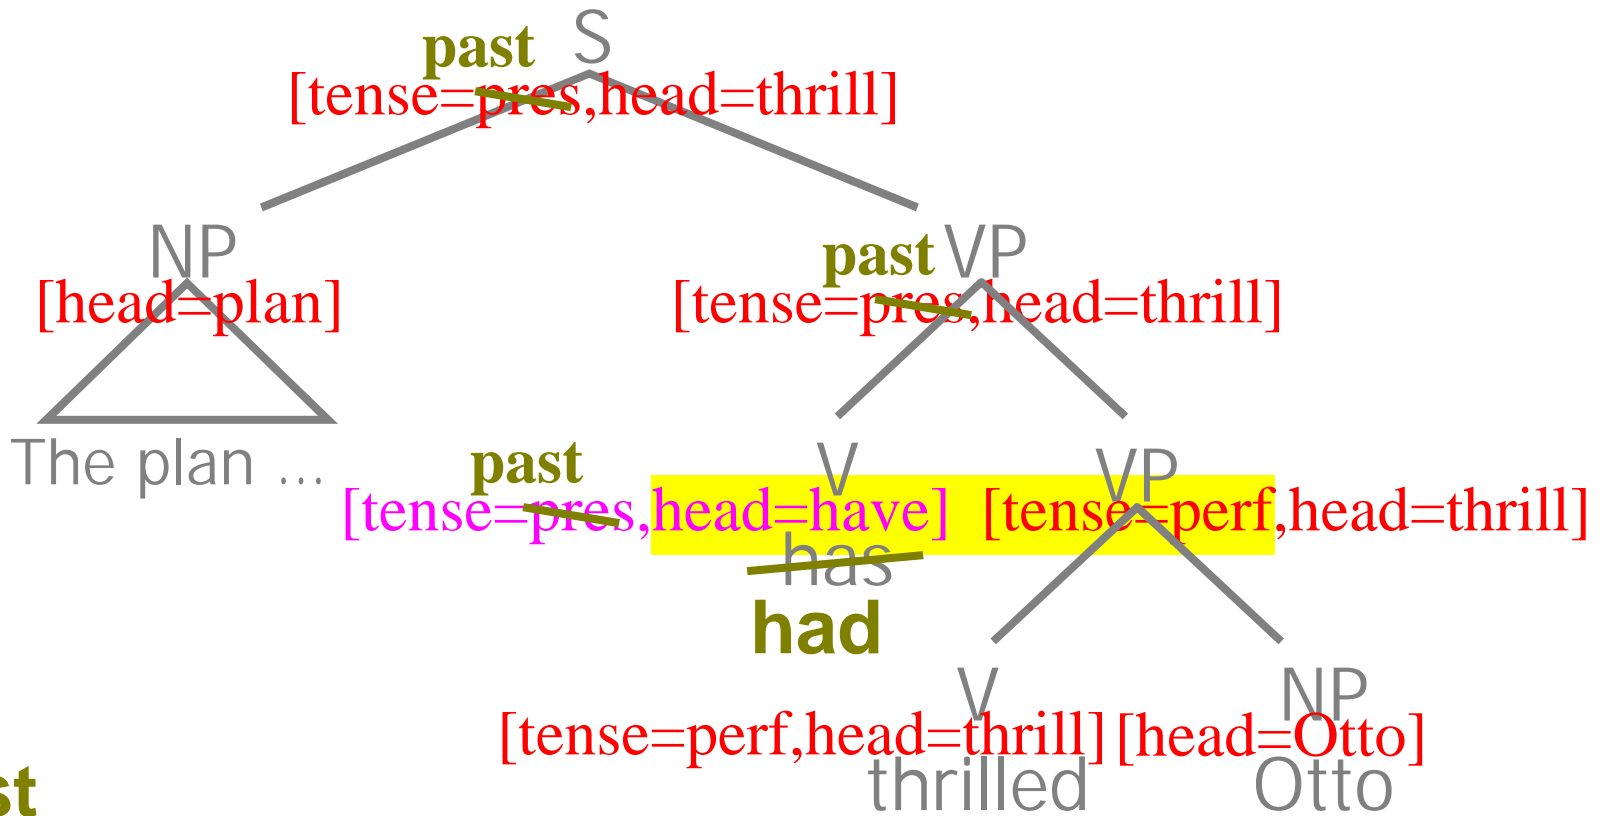 past S
[tense=pres,head=thrill]
NP past VP
[head=plan] [tense=pres,head=thrill]
The plan ... past V VP
[tense=pres,head=have] [tense=perf,head=thrill]
has
had
V NP
[tense=perf,head=thrill] [head=Otto]
thrilled Otto
st